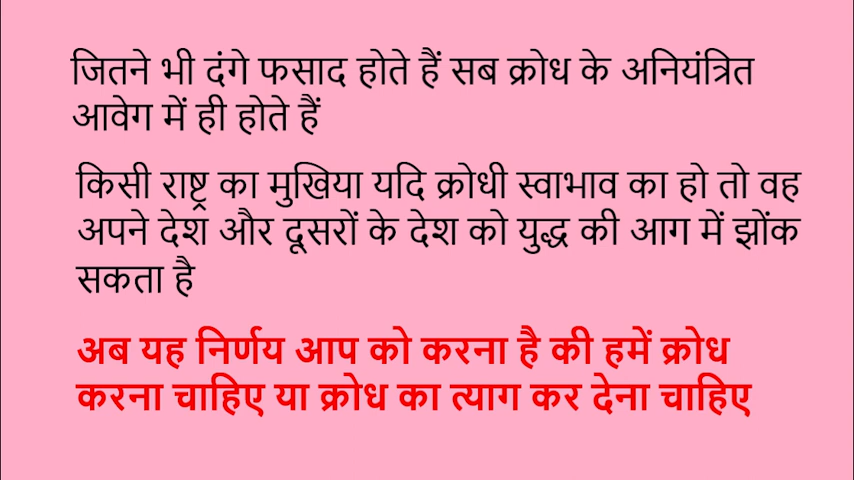 जितने भी दंगे फसाद होते हैं सब क्रोध के अनियंत्रित
आवेग में ही होते हैं
किसी राष्ट्र का मुखिया यदि क्रोधी स्वाभाव का हो तो वह
अपने देश और दूसरों के देश को युद्ध की आग में झोंक
सकता है
अब यह निर्णय आप को करना है की हमें क्रोध
करना चाहिए या क्रोध का त्याग कर देना चाहिए